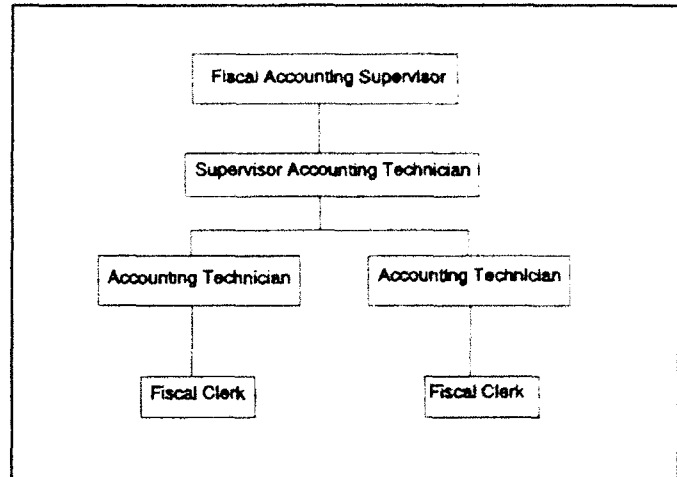 Fiscal Accounting Supervisor
Supervisor Accounting Technician
Accounting Technician
Accounting Technician
Fiscal Clerk
Fiscal Clerk